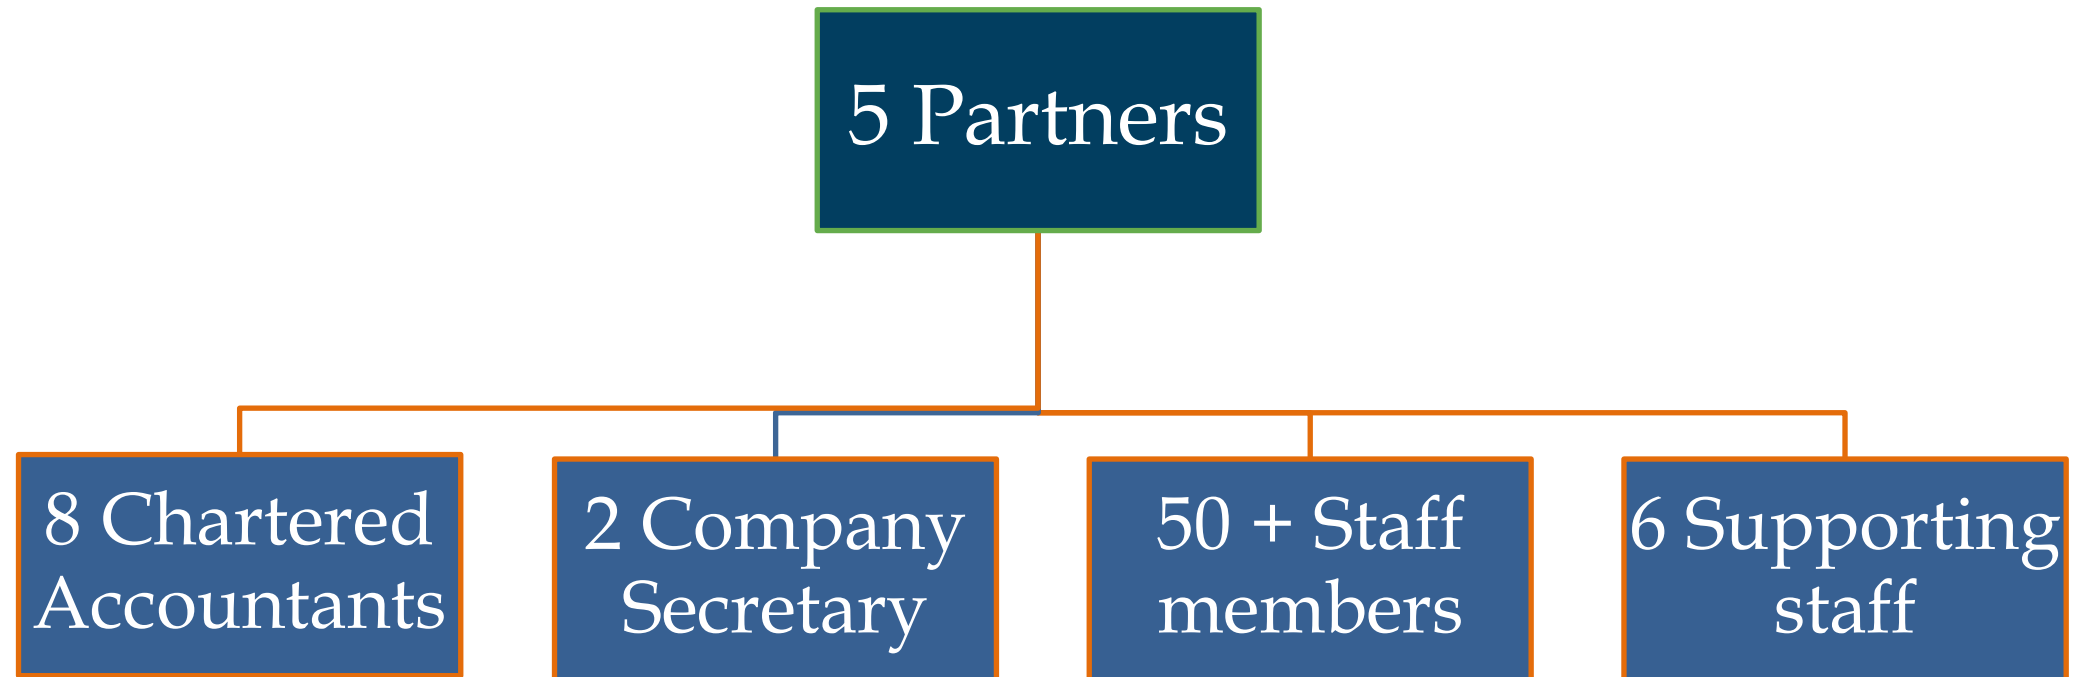 5 Partners
8 Chartered
Accountants
2 Company
Secretary
50 + Staff
members
6 Supporting
staff